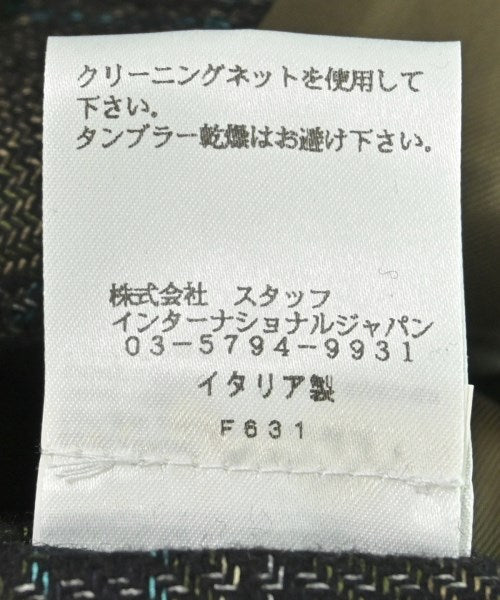 クリーニングネットを使用して
下さい。
タンブラー乾燥はお避け下さい。
株式会社 スタッフ
インターナショナルジャパン
03-5794-9931
イタリア製
F631